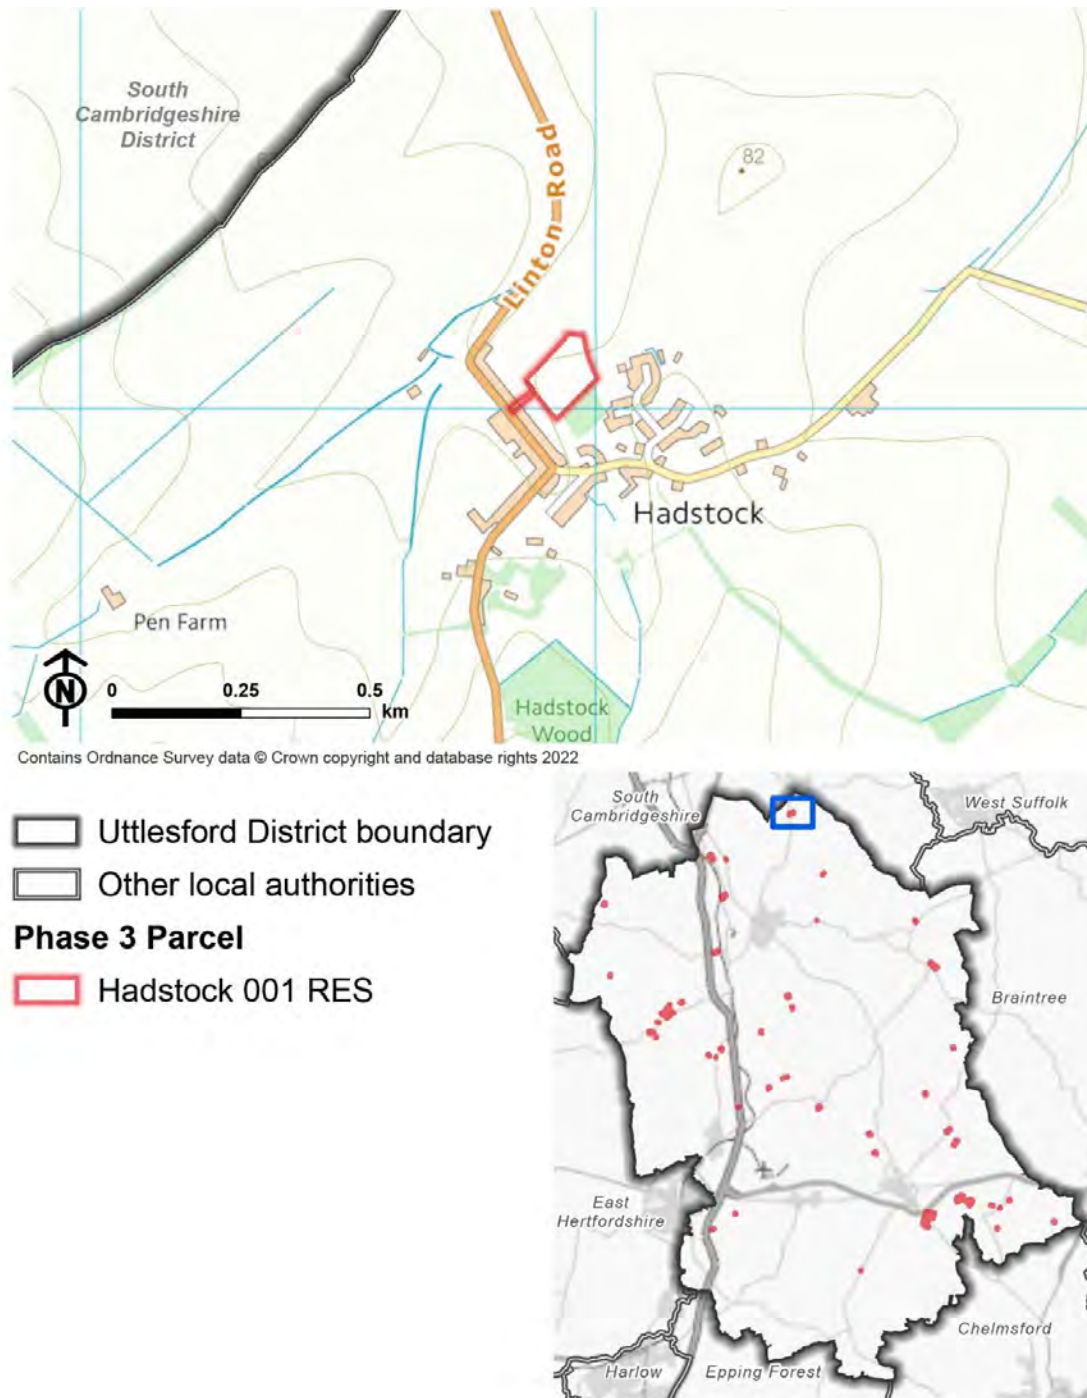 South
Cambridgeshire
District
Linton Road
82
Hadstock
Pen Farm
Hadstock
Wood
N
0 0.25 0.5
km
Contains Ordnance Survey data © Crown copyright and database rights 2022
Uttlesford District boundary
Other local authorities
Phase 3 Parcel
Hadstock 001 RES
South
Cambridgeshire
West Suffolk
Braintree
East
Hertfordshire
Chelmsford
Harlow
Epping Forest